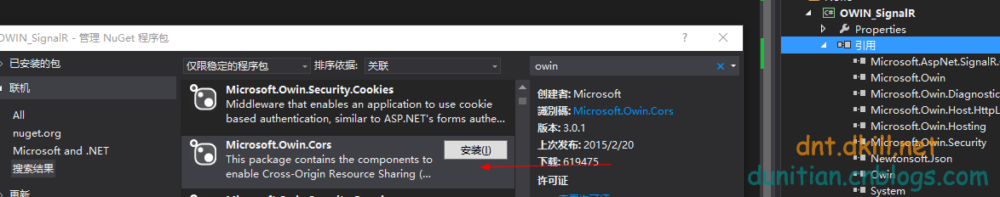 OWIN_SignalR - 管理 NuGet 程序包
? ×
已安装的包
联机
All
nuget.org
Microsoft and .NET
搜索结果
更新
仅限稳定的程序包 排序依据: 关联
Microsoft.Owin.Security.Cookies
Middleware that enables an application to use cookie
based authentication, similar to ASP.NET's forms authe...
Microsoft.Owin.Cors
This package contains the components to
enable Cross-Origin Resource Sharing (...
安装(I)
owin ×
创建者: Microsoft
識別碼: Microsoft.Owin.Cors
版本: 3.0.1
上次发布: 2015/2/20
下载: 619475
许可证
C# OWIN_SignalR
Properties
引用
Microsoft.AspNet.SignalR.
Microsoft.Owin
Microsoft.Owin.Diagnostic
Microsoft.Owin.Host.HttpL
Microsoft.Owin.Hosting
Microsoft.Owin.Security
Newtonsoft.Json
Owin
System
dnt.dkill.net
dunitian.cnblogs.com